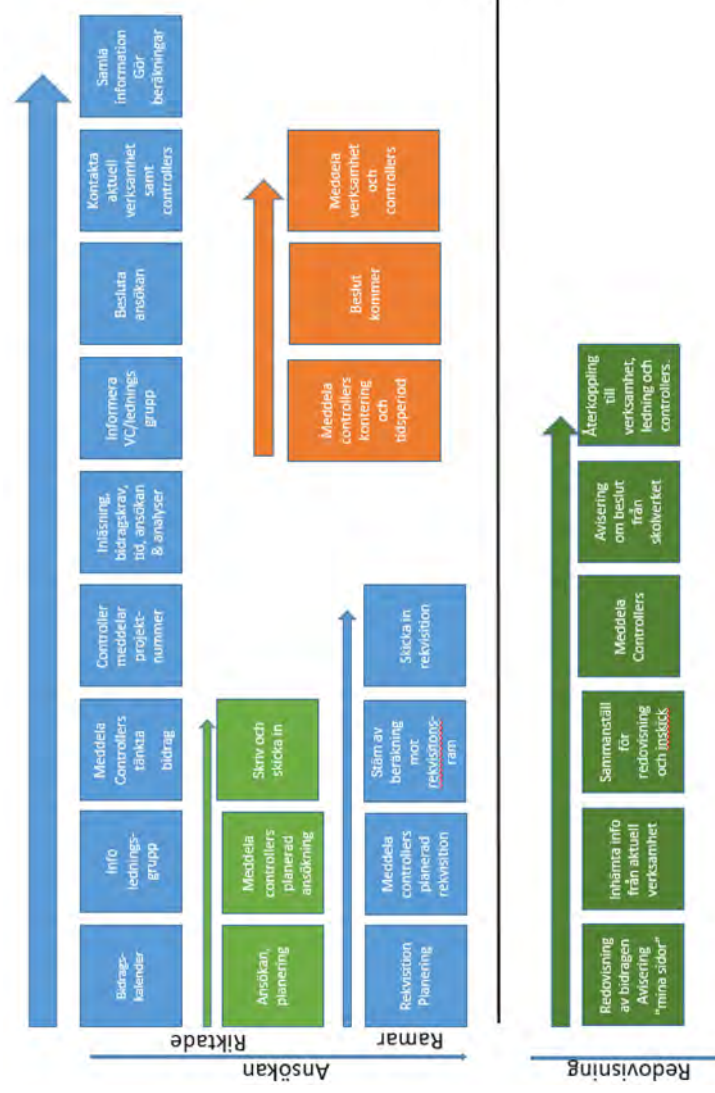 Bidrags-
kalender
Info
lednings-
grupp
Meddela
Controllers
tänkta
bidrag
Controller
meddelar
projekt-
nummer
Inläsning,
bidragskrav,
tid, ansökan
& analyser
Informera
VC/lednings
grupp
Besluta
ansökan
Kontakta
aktuell
verksamhet
samt
controllers
Samla
information
Gör
beräkningar
Ansökan
Riktade
Ansökan,
planering
Meddela
controllers
planerad
ansökning
Skriv och
skicka in
Meddela
controllers
kontering
och
tidsperiod
Beslut
kommer
Meddela
verksamhet
och
controllers
Ramar
Rekvisition
Planering
Meddela
controllers
planerad
rekvisition
Stäm av
beräkning
mot
rekvisitons-
ram
Skicka in
rekvisition
Redovisning
Redovisning
av bidragen
Avisering
"mina sidor"
Inhämta info
från aktuell
verksamhet
Sammanställ
för
redovisning
och inskick
Meddela
Controllers
Avisering
om beslut
från
skolverket
Återkoppling
till
verksamhet,
ledning och
controllers.